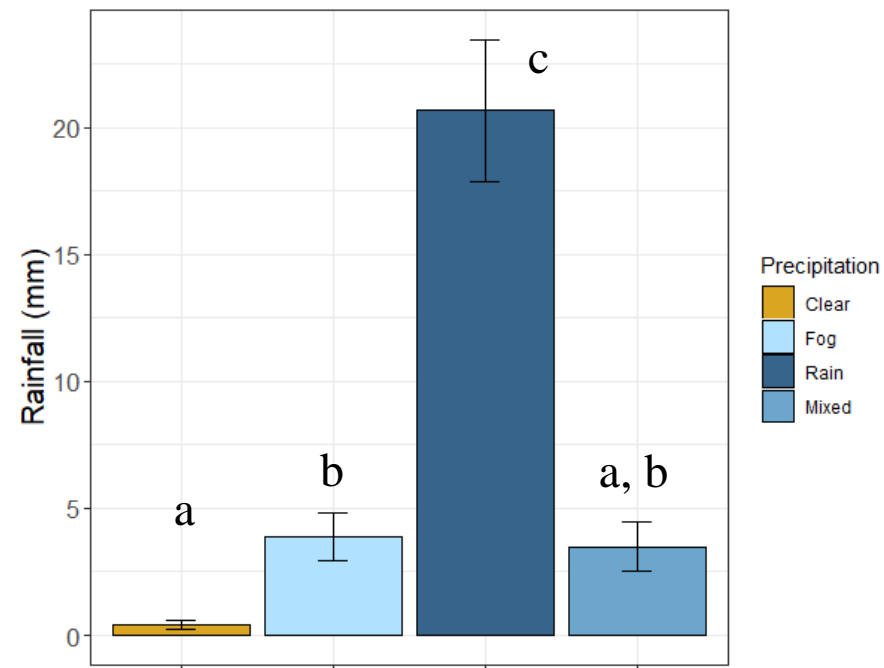 c
20
15
Rainfall (mm)
10
b
a, b
a
5
0
Precipitation
Clear
Fog
Rain
Mixed